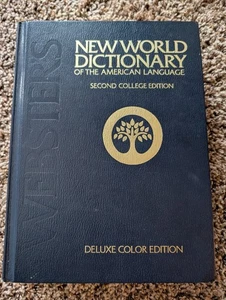 WEBSTER'S
NEW WORLD
DICTIONARY
OF THE AMERICAN LANGUAGE
SECOND COLLEGE EDITION
DELUXE COLOR EDITION